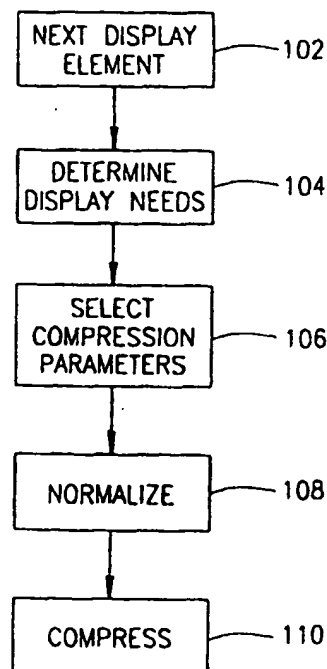 NEXT DISPLAY
ELEMENT
102
DETERMINE
DISPLAY NEEDS
104
SELECT
COMPRESSION
PARAMETERS
106
NORMALIZE
108
COMPRESS
110